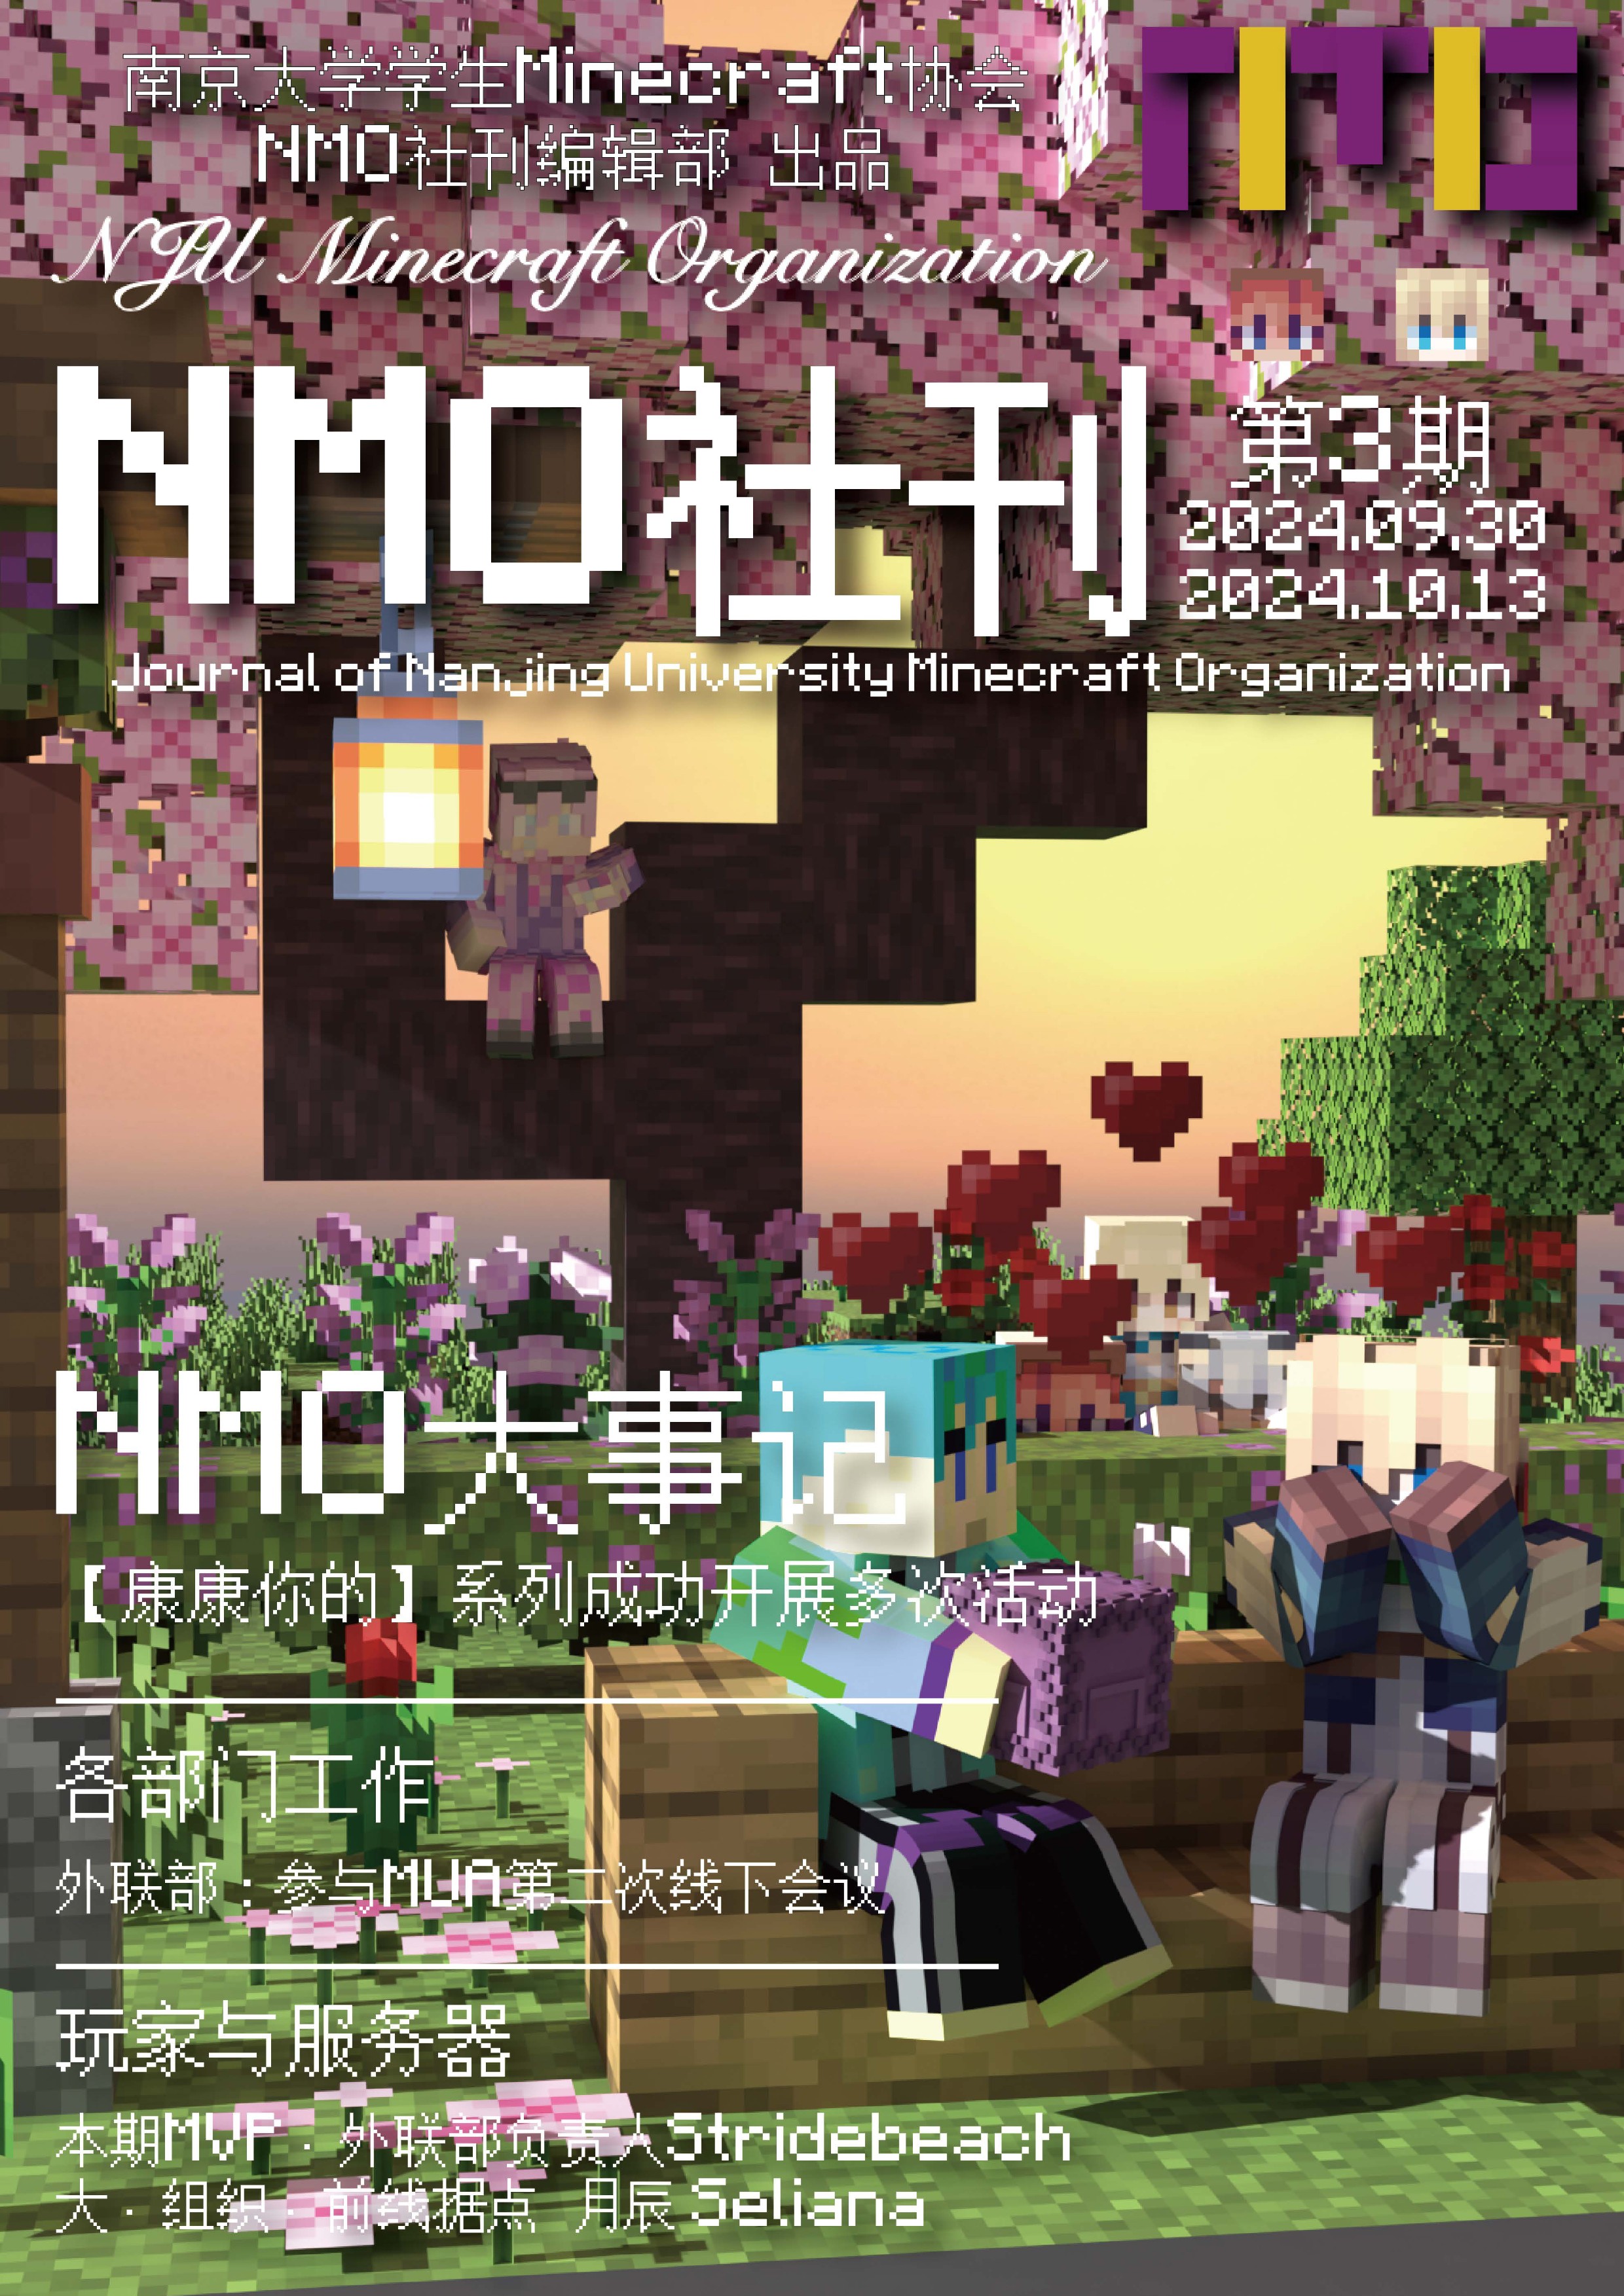 南京大学学生Minecraft协会
NMO社刊编辑部 出品
NJU Minecraft Organization
NMO
NMO社刊
第3期
2024.09.30
2024.10.13
Journal of Nanjing University Minecraft Organization
NMO大事记
【康康你的】系列成功开展多次活动
各部门工作
外联部：参与MUA第二次线下会议
玩家与服务器
本期MVP · 外联部负责人Stridebeach
大 · 组织 · 前线据点 月辰 Seliana